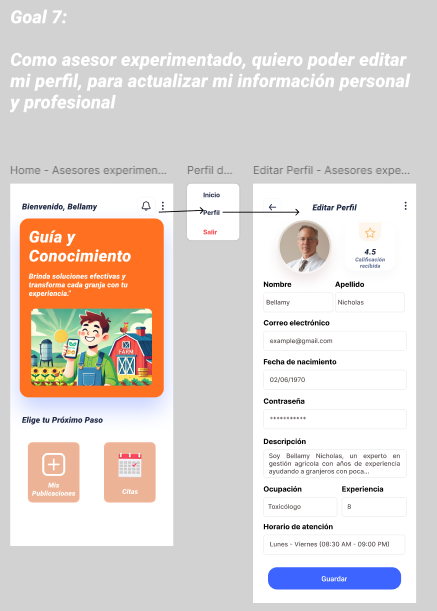 Goal 7:
Como asesor experimentado, quiero poder editar
mi perfil, para actualizar mi información personal
y profesional
Home - Asesores experimen...
Perfil d...
Editar Perfil - Asesores expe...
Bienvenido, Bellamy
Guía y
Conocimiento
Brinda soluciones efectivas y
transforma cada granja con tu
experiencia."
FARM
Elige tu Próximo Paso
Mis
Publicaciones
Citas
Inicio
Perfil
Salir
Editar Perfil
4.5
Calificación
recibida
Nombre
Apellido
Bellamy
Nicholas
Correo electrónico
example@gmail.com
Fecha de nacimiento
02/06/1970
Contraseña
***********
Descripción
Soy Bellamy Nicholas, un experto en
gestión agrícola con años de experiencia
ayudando a granjeros con poca...
Ocupación
Experiencia
Toxicólogo
8
Horario de atención
Lunes - Viernes (08:30 AM - 09:00 PM)
Guardar